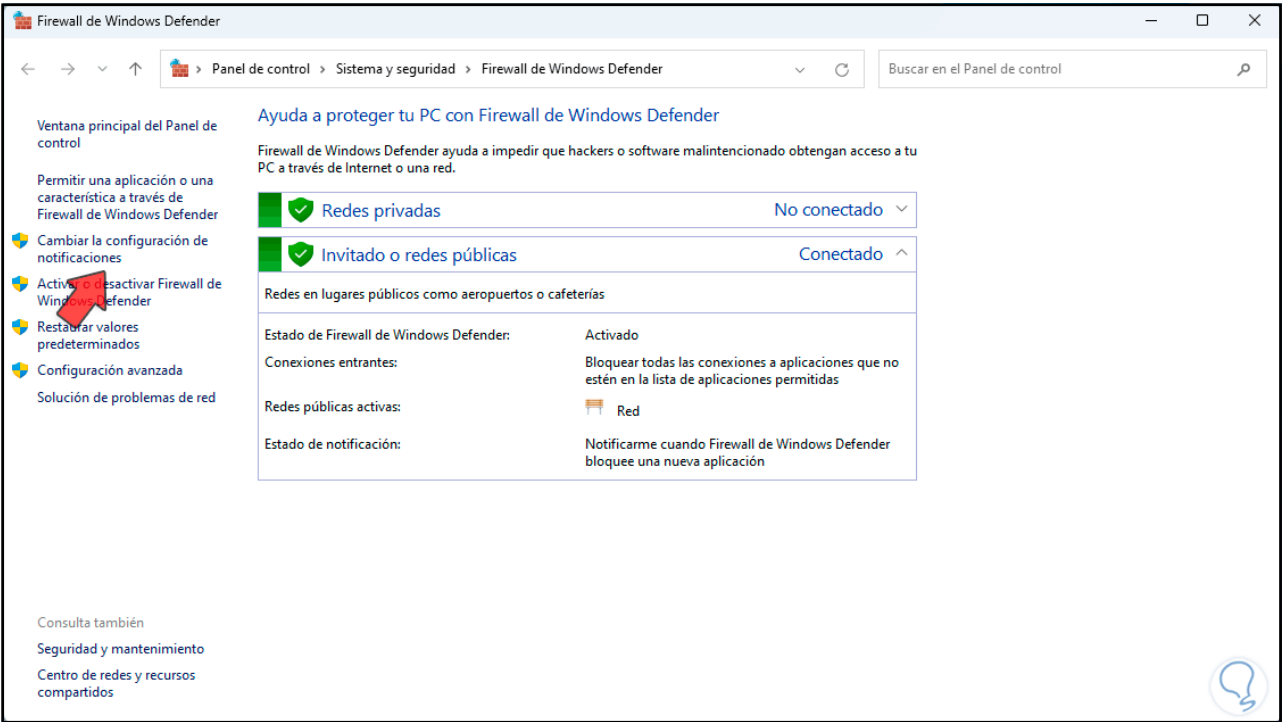 Firewall de Windows Defender
Panel de control > Sistema y seguridad > Firewall de Windows Defender
Buscar en el Panel de control
Ventana principal del Panel de
control
Permitir una aplicación o una
característica a través de
Firewall de Windows Defender
Cambiar la configuración de
notificaciones
Activar o desactivar Firewall de
Windows Defender
Restaurar valores
predeterminados
Configuración avanzada
Solución de problemas de red
Ayuda a proteger tu PC con Firewall de Windows Defender
Firewall de Windows Defender ayuda a impedir que hackers o software malintencionado obtengan acceso a tu
PC a través de Internet o una red.
Redes privadas No conectado
Invitado o redes públicas Conectado
Redes en lugares públicos como aeropuertos o cafeterías
Estado de Firewall de Windows Defender: Activado
Conexiones entrantes: Bloquear todas las conexiones a aplicaciones que no
estén en la lista de aplicaciones permitidas
Redes públicas activas: Red
Estado de notificación: Notificarme cuando Firewall de Windows Defender
bloquee una nueva aplicación
Consulta también
Seguridad y mantenimiento
Centro de redes y recursos
compartidos